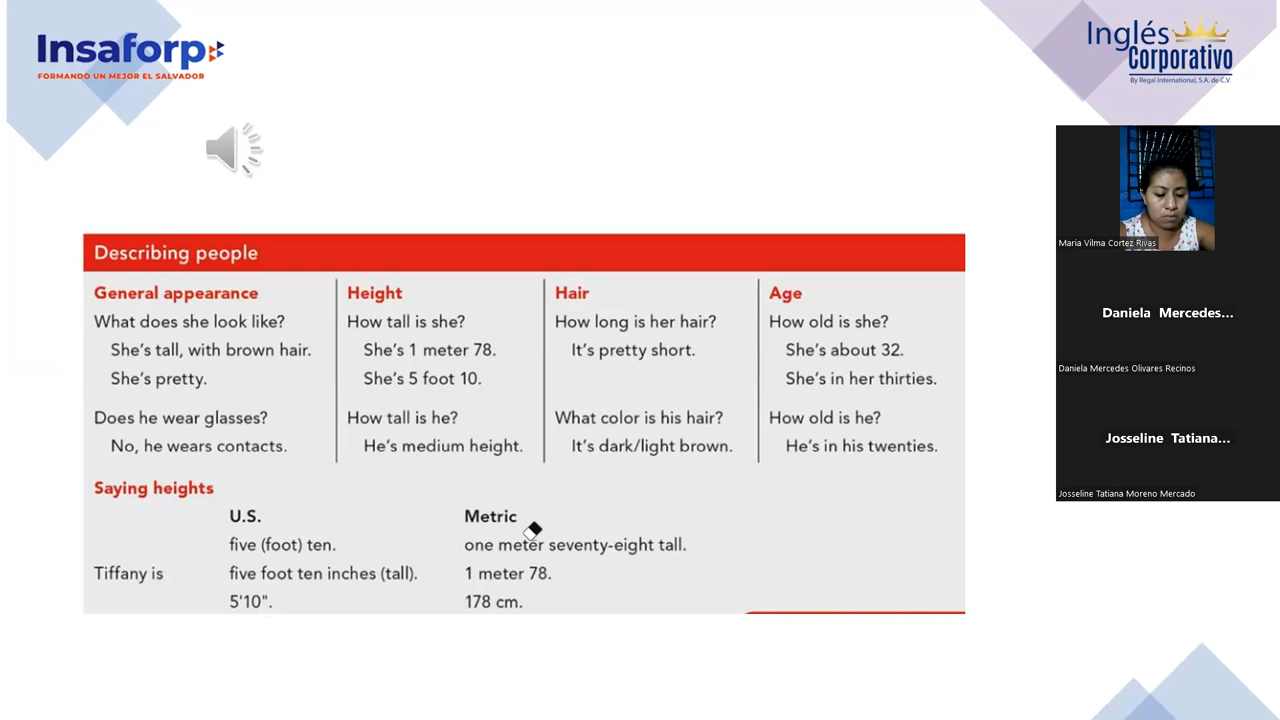 Insaforp
FORMANDO UN MEJOR EL SALVADOR
Inglés
Corporativo
By Regal International, S.A. de C.V.
Describing people
General appearance
What does she look like?
She's tall, with brown hair.
She's pretty.
Does he wear glasses?
No, he wears contacts.
Height
How tall is she?
She's 1 meter 78.
She's 5 foot 10.
How tall is he?
He's medium height.
Hair
How long is her hair?
It's pretty short.
What color is his hair?
It's dark/light brown.
Age
How old is she?
She's about 32.
She's in her thirties.
How old is he?
He's in his twenties.
Saying heights
U.S. Metric
five (foot) ten. one meter seventy-eight tall.
Tiffany is five foot ten inches (tall). 1 meter 78.
5'10". 178 cm.
Maria Vilma Cortez Rivas
Daniela Mercedes...
Daniela Mercedes Olivares Recinos
Josseline Tatiana...
Josseline Tatiana Moreno Mercado